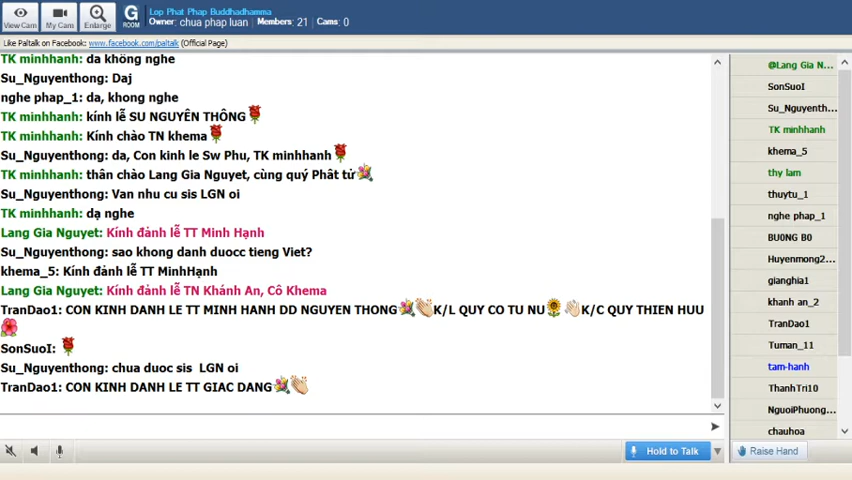 Lop Phat Phap Buddhadhamma
Owner: chua phap luan Members: 21 Cams: 0
View Cam
My Cam
Enlarge
G
ROOM
Like Paltalk on Facebook: www.facebook.com/paltalk (Official Page)
TK minhhanh: da không nghe
Su_Nguyenthong: Daj
nghe phap_1: da, khong nghe
TK minhhanh: kính lễ SU NGUYÊN THÔNG
TK minhhanh: Kính chào TN khema
Su_Nguyenthong: da, Con kinh le Sw Phu, TK minhhanh
TK minhhanh: thân chào Lang Gia Nguyet, cùng quý Phât tử
Su_Nguyenthong: Van nhu cu sis LGN oi
TK minhhanh: dạ nghe
Lang Gia Nguyet: Kính đảnh lễ TT Minh Hạnh
Su_Nguyenthong: sao khong danh duocc tieng Viet?
khema_5: Kính đảnh lễ TT MinhHạnh
Lang Gia Nguyet: Kính đảnh lễ TN Khánh An, Cô Khema
TranDao1: CON KINH DANH LE TT MINH HANH DD NGUYEN THONG K/L QUY CO TU NU K/C QUY THIEN HUU
SonSuoI:
Su_Nguyenthong: chua duoc sis LGN oi
TranDao1: CON KINH DANH LE TT GIAC DANG
Hold to Talk
@Lang Gia N...
SonSuoI
Su_Nguyenth...
TK minhhanh
khema_5
thy lam
thuytu_1
nghe phap_1
BUONG B0
Huyenmong2...
gianghia1
khanh an_2
TranDao1
Tuman_11
tam-hanh
ThanhTri10
NguoiPhuong...
chauhoa
Raise Hand